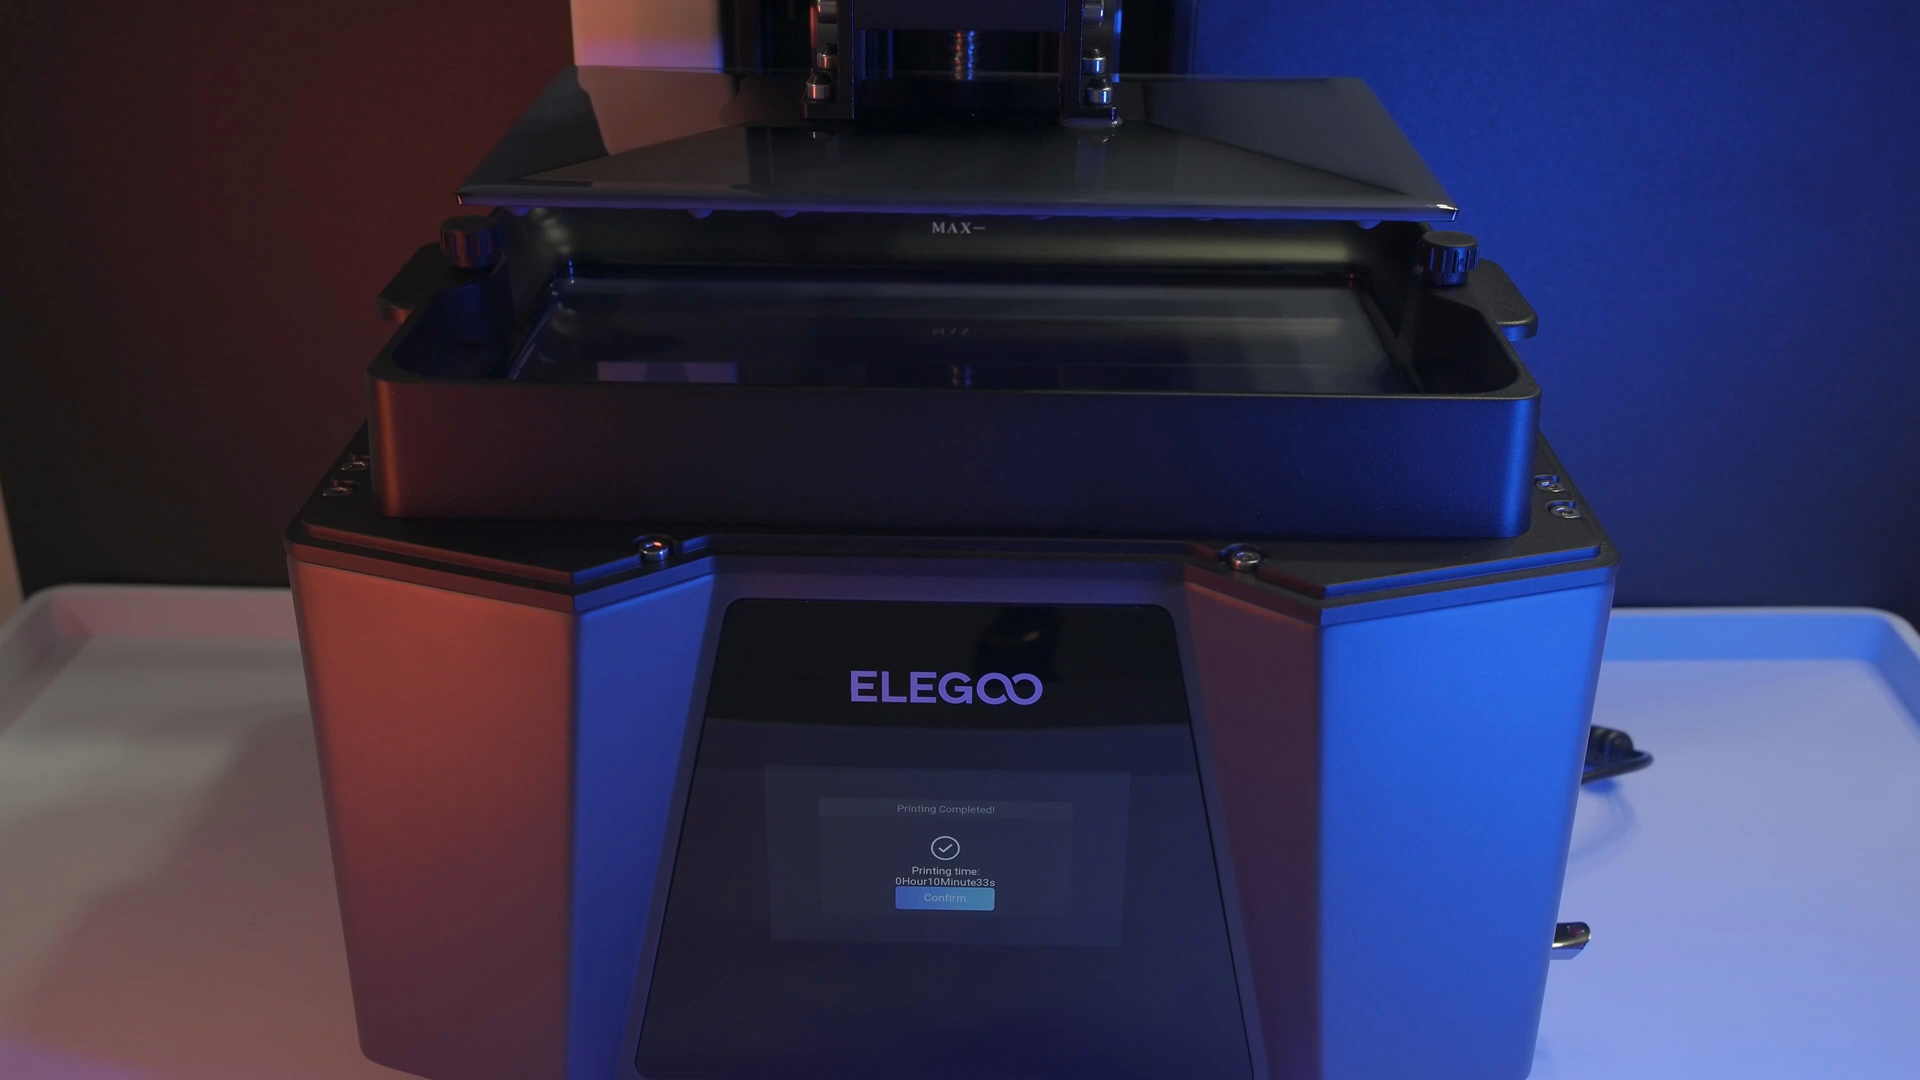 MAX—
ELEGOO
Printing Completed!
Printing time:
0Hour10Minute33s
Confirm